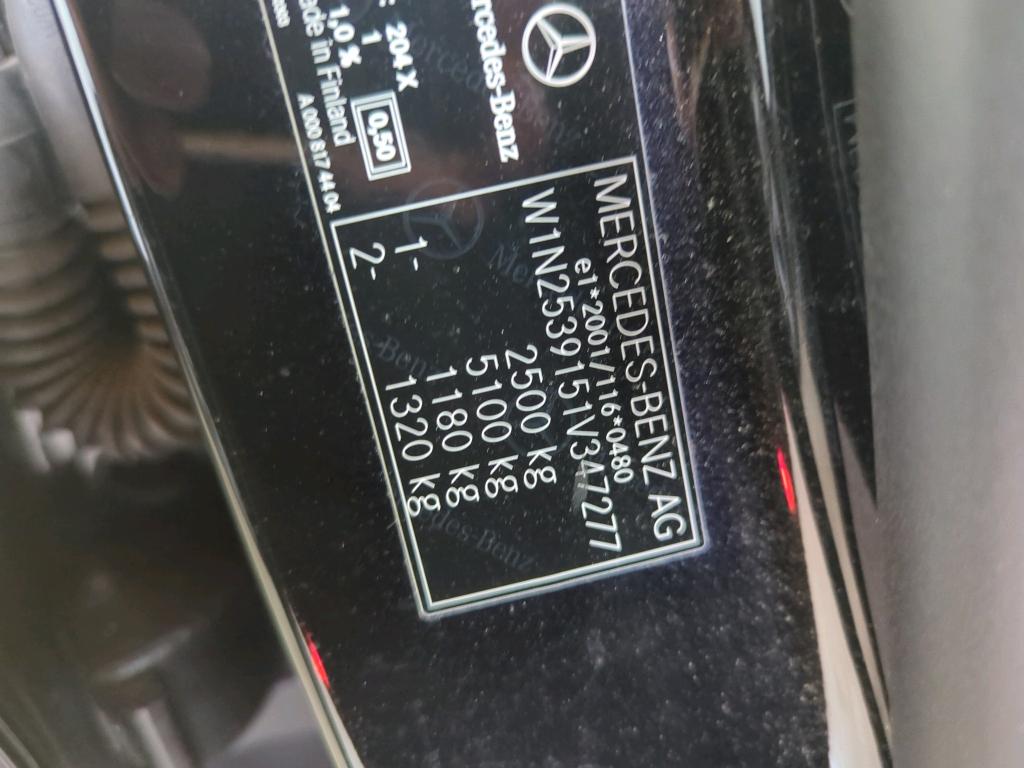 Mercedes-Benz
204 X
1
0,50
1,0 %
Made in Finland
A 000 817 44 04
MERCEDES-BENZ AG
e1*2001/116*0480
W1N2539151V347277
2500 kg
5100 kg
1- 1180 kg
2- 1320 kg